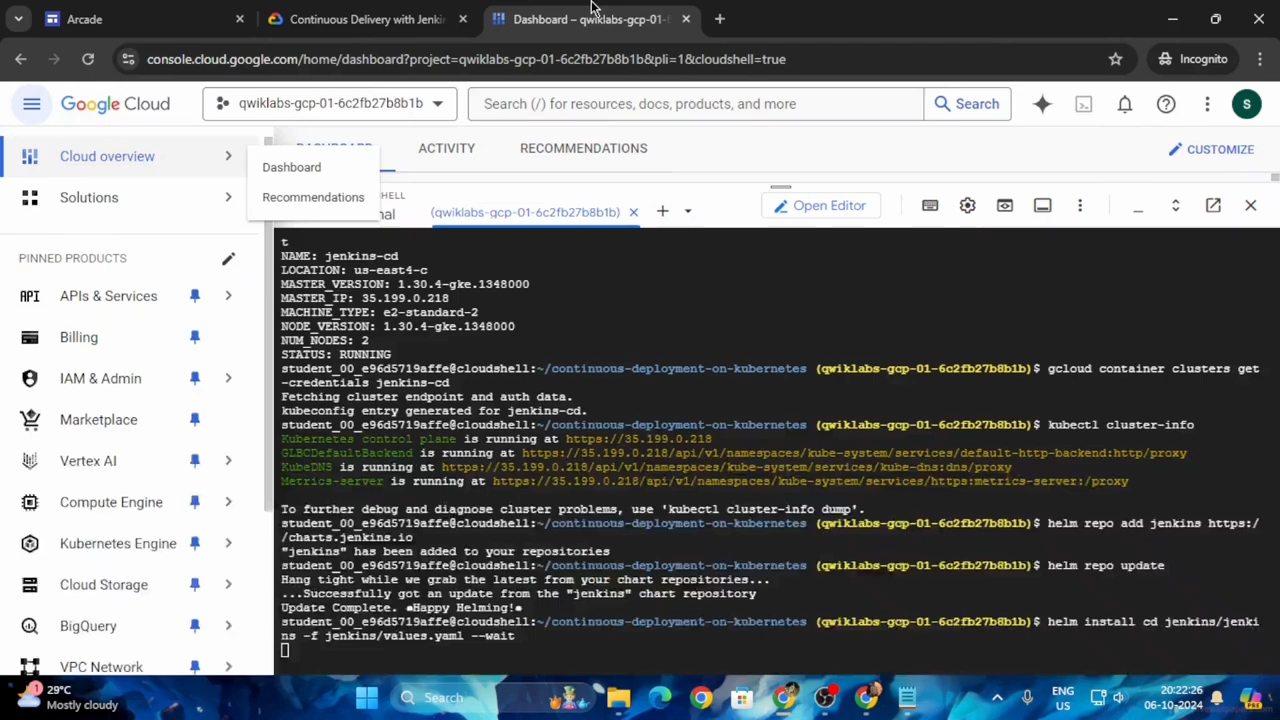 Arcade
Continuous Delivery with Jenki
Dashboard – qwiklabs-gcp-01-
console.cloud.google.com/home/dashboard?project=qwiklabs-gcp-01-6c2fb27b8b1b&pli=1&cloudshell=true
Incognito
Google Cloud
qwiklabs-gcp-01-6c2fb27b8b1b
Search (/) for resources, docs, products, and more
Search
S
Cloud overview
Dashboard
Recommendations
Solutions
ACTIVITY
RECOMMENDATIONS
CUSTOMIZE
(qwiklabs-gcp-01-6c2fb27b8b1b)
Open Editor
PINNED PRODUCTS
API APIs & Services
Billing
IAM & Admin
Marketplace
Vertex AI
Compute Engine
Kubernetes Engine
Cloud Storage
BigQuery
VPC Network
t
NAME: jenkins-cd
LOCATION: us-east4-c
MASTER_VERSION: 1.30.4-gke.1348000
MASTER_IP: 35.199.0.218
MACHINE_TYPE: e2-standard-2
NODE_VERSION: 1.30.4-gke.1348000
NUM_NODES: 2
STATUS: RUNNING
student_00_e96d5719affe@cloudshell:~/continuous-deployment-on-kubernetes (qwiklabs-gcp-01-6c2fb27b8b1b)$ gcloud container clusters get
-credentials jenkins-cd
Fetching cluster endpoint and auth data.
kubeconfig entry generated for jenkins-cd.
student_00_e96d5719affe@cloudshell:~/continuous-deployment-on-kubernetes (qwiklabs-gcp-01-6c2fb27b8b1b)$ kubectl cluster-info
Kubernetes control plane is running at https://35.199.0.218
GLBCDefaultBackend is running at https://35.199.0.218/api/v1/namespaces/kube-system/services/default-http-backend:http/proxy
KubeDNS is running at https://35.199.0.218/api/v1/namespaces/kube-system/services/kube-dns:dns/proxy
Metrics-server is running at https://35.199.0.218/api/v1/namespaces/kube-system/services/https:metrics-server:/proxy
To further debug and diagnose cluster problems, use 'kubectl cluster-info dump'.
student_00_e96d5719affe@cloudshell:~/continuous-deployment-on-kubernetes (qwiklabs-gcp-01-6c2fb27b8b1b)$ helm repo add jenkins https:/
/charts.jenkins.io
"jenkins" has been added to your repositories
student_00_e96d5719affe@cloudshell:~/continuous-deployment-on-kubernetes (qwiklabs-gcp-01-6c2fb27b8b1b)$ helm repo update
Hang tight while we grab the latest from your chart repositories...
...Successfully got an update from the "jenkins" chart repository
Update Complete. ⎈Happy Helming!⎈
student_00_e96d5719affe@cloudshell:~/continuous-deployment-on-kubernetes (qwiklabs-gcp-01-6c2fb27b8b1b)$ helm install cd jenkins/jenki
ns -f jenkins/values.yaml --wait
1
29°C
Mostly cloudy
Search
ENG
MEQ
20:22:26
06-10-2024
PRE